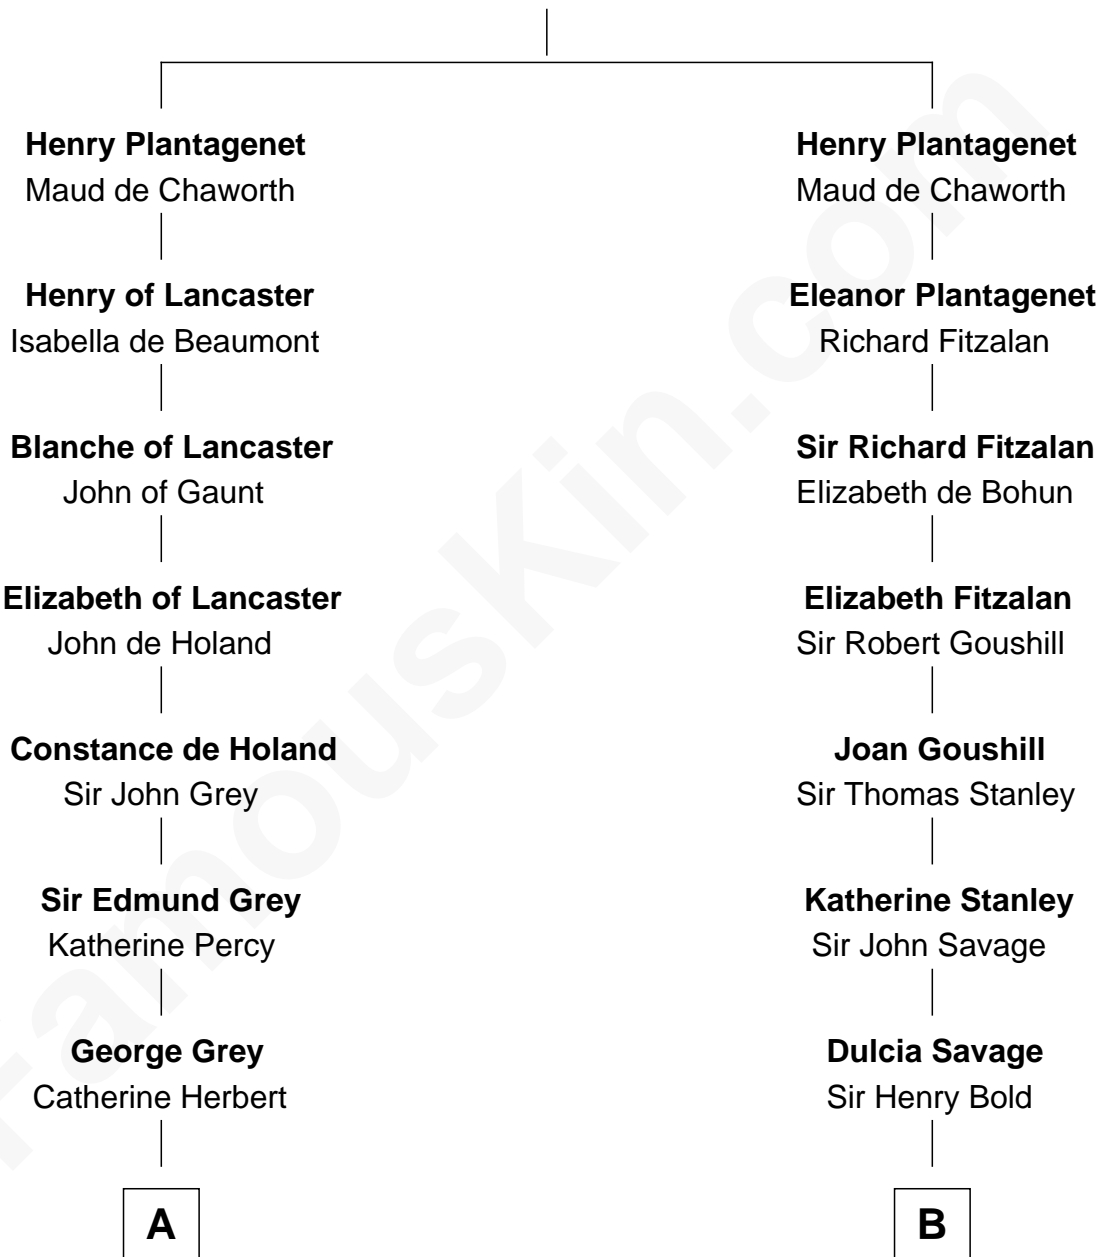 Henry Plantagenet
Maud de Chaworth
Henry of Lancaster
Isabella de Beaumont
Blanche of Lancaster
John of Gaunt
Elizabeth of Lancaster
John de Holand
Constance de Holand
Sir John Grey
Sir Edmund Grey
Katherine Percy
George Grey
Catherine Herbert
A
Henry Plantagenet
Maud de Chaworth
Eleanor Plantagenet
Richard Fitzalan
Sir Richard Fitzalan
Elizabeth de Bohun
Elizabeth Fitzalan
Sir Robert Goushill
Joan Goushill
Sir Thomas Stanley
Katherine Stanley
Sir John Savage
Dulcia Savage
Sir Henry Bold
B
FamousKin.com